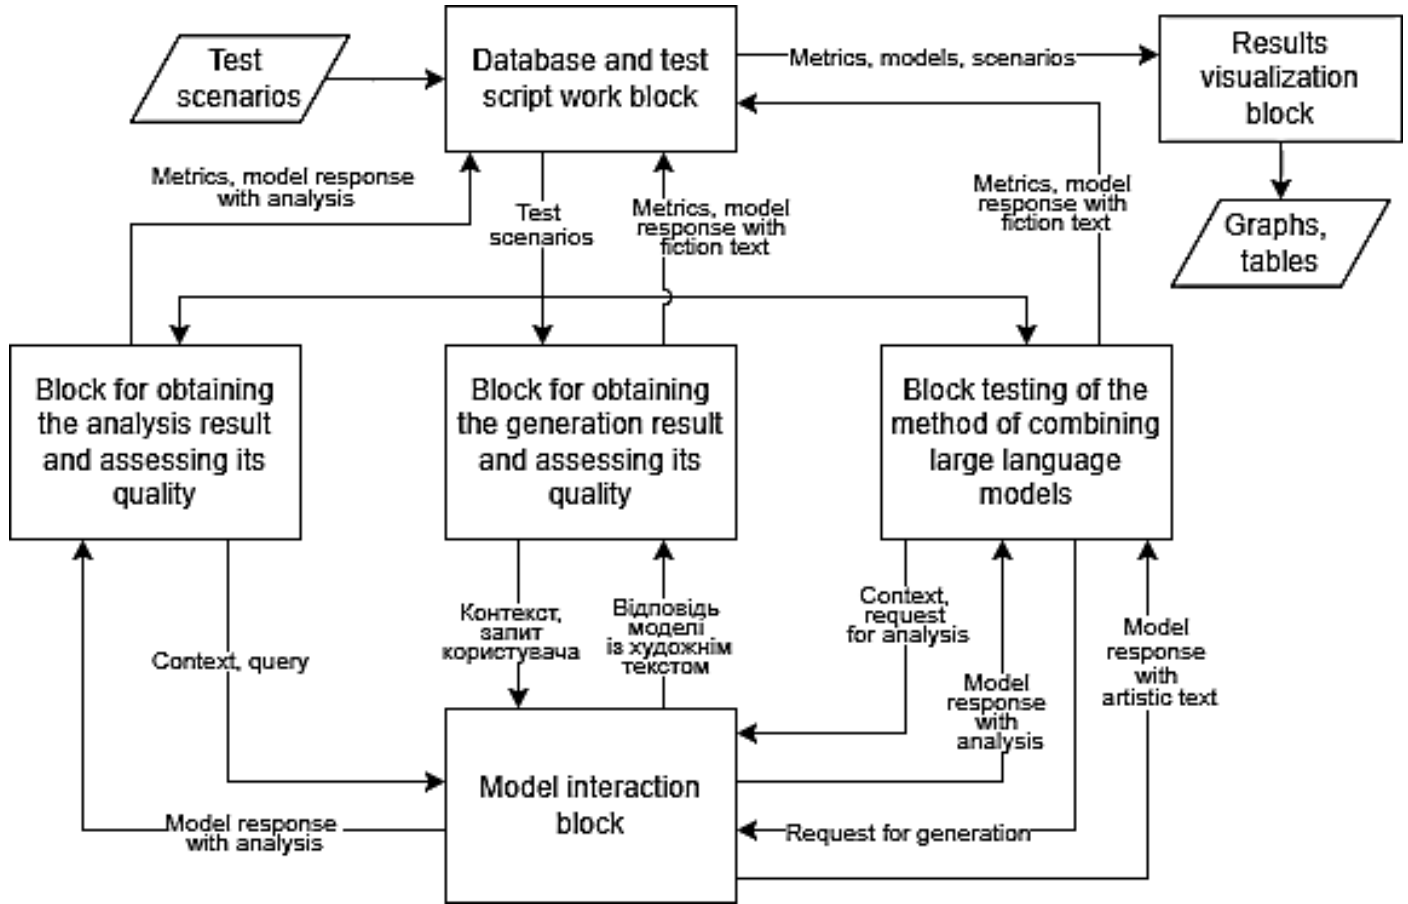 Test
scenarios
Database and test
script work block
Metrics, models, scenarios
Results
visualization
block
Graphs,
tables
Metrics, model response
with analysis
Test
scenarios
Metrics, model
response with
fiction text
Metrics, model
response with
fiction text
Block for obtaining
the analysis result
and assessing its
quality
Block for obtaining
the generation result
and assessing its
quality
Block testing of the
method of combining
large language
models
Context, query
Контекст,
запит
користувача
Відповідь
моделі
із художнім
текстом
Context,
request
for analysis
Model
response
with
analysis
Model
response
with
artistic text
Model interaction
block
Model response
with analysis
Request for generation